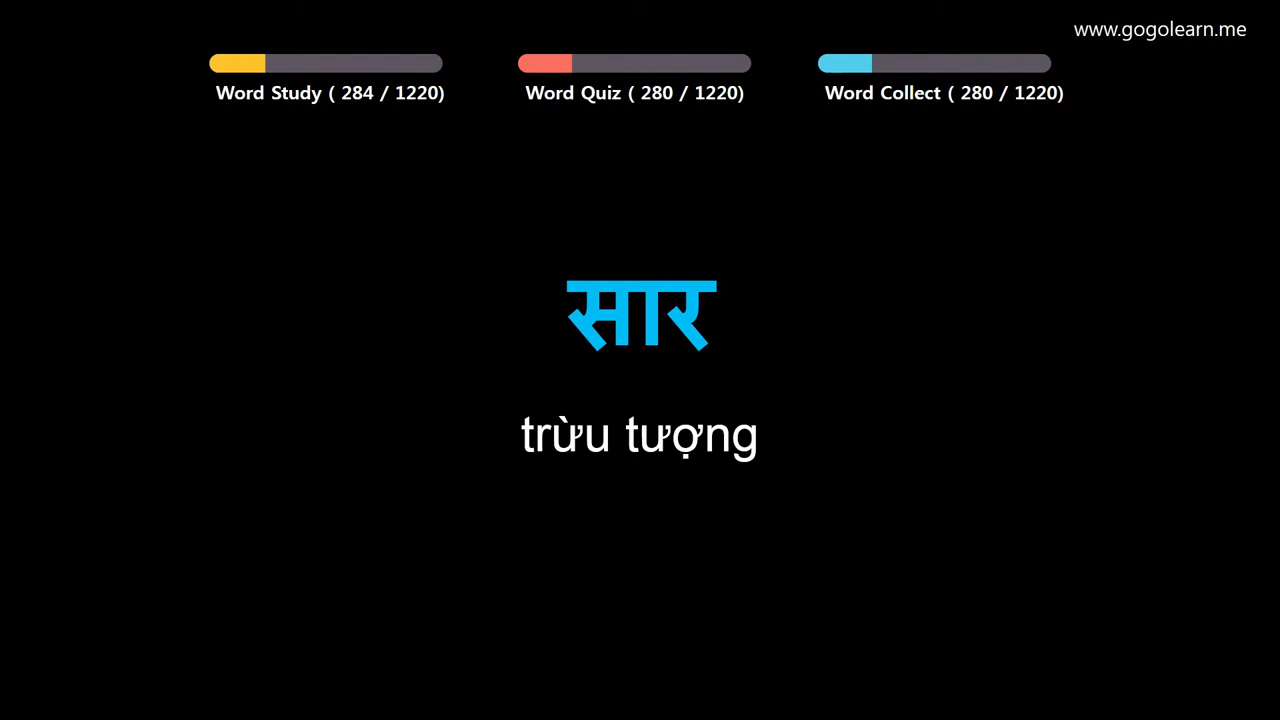 www.gogolearn.me
Word Study ( 284 / 1220)
Word Quiz ( 280 / 1220)
Word Collect ( 280 / 1220)
सार
trừu tượng